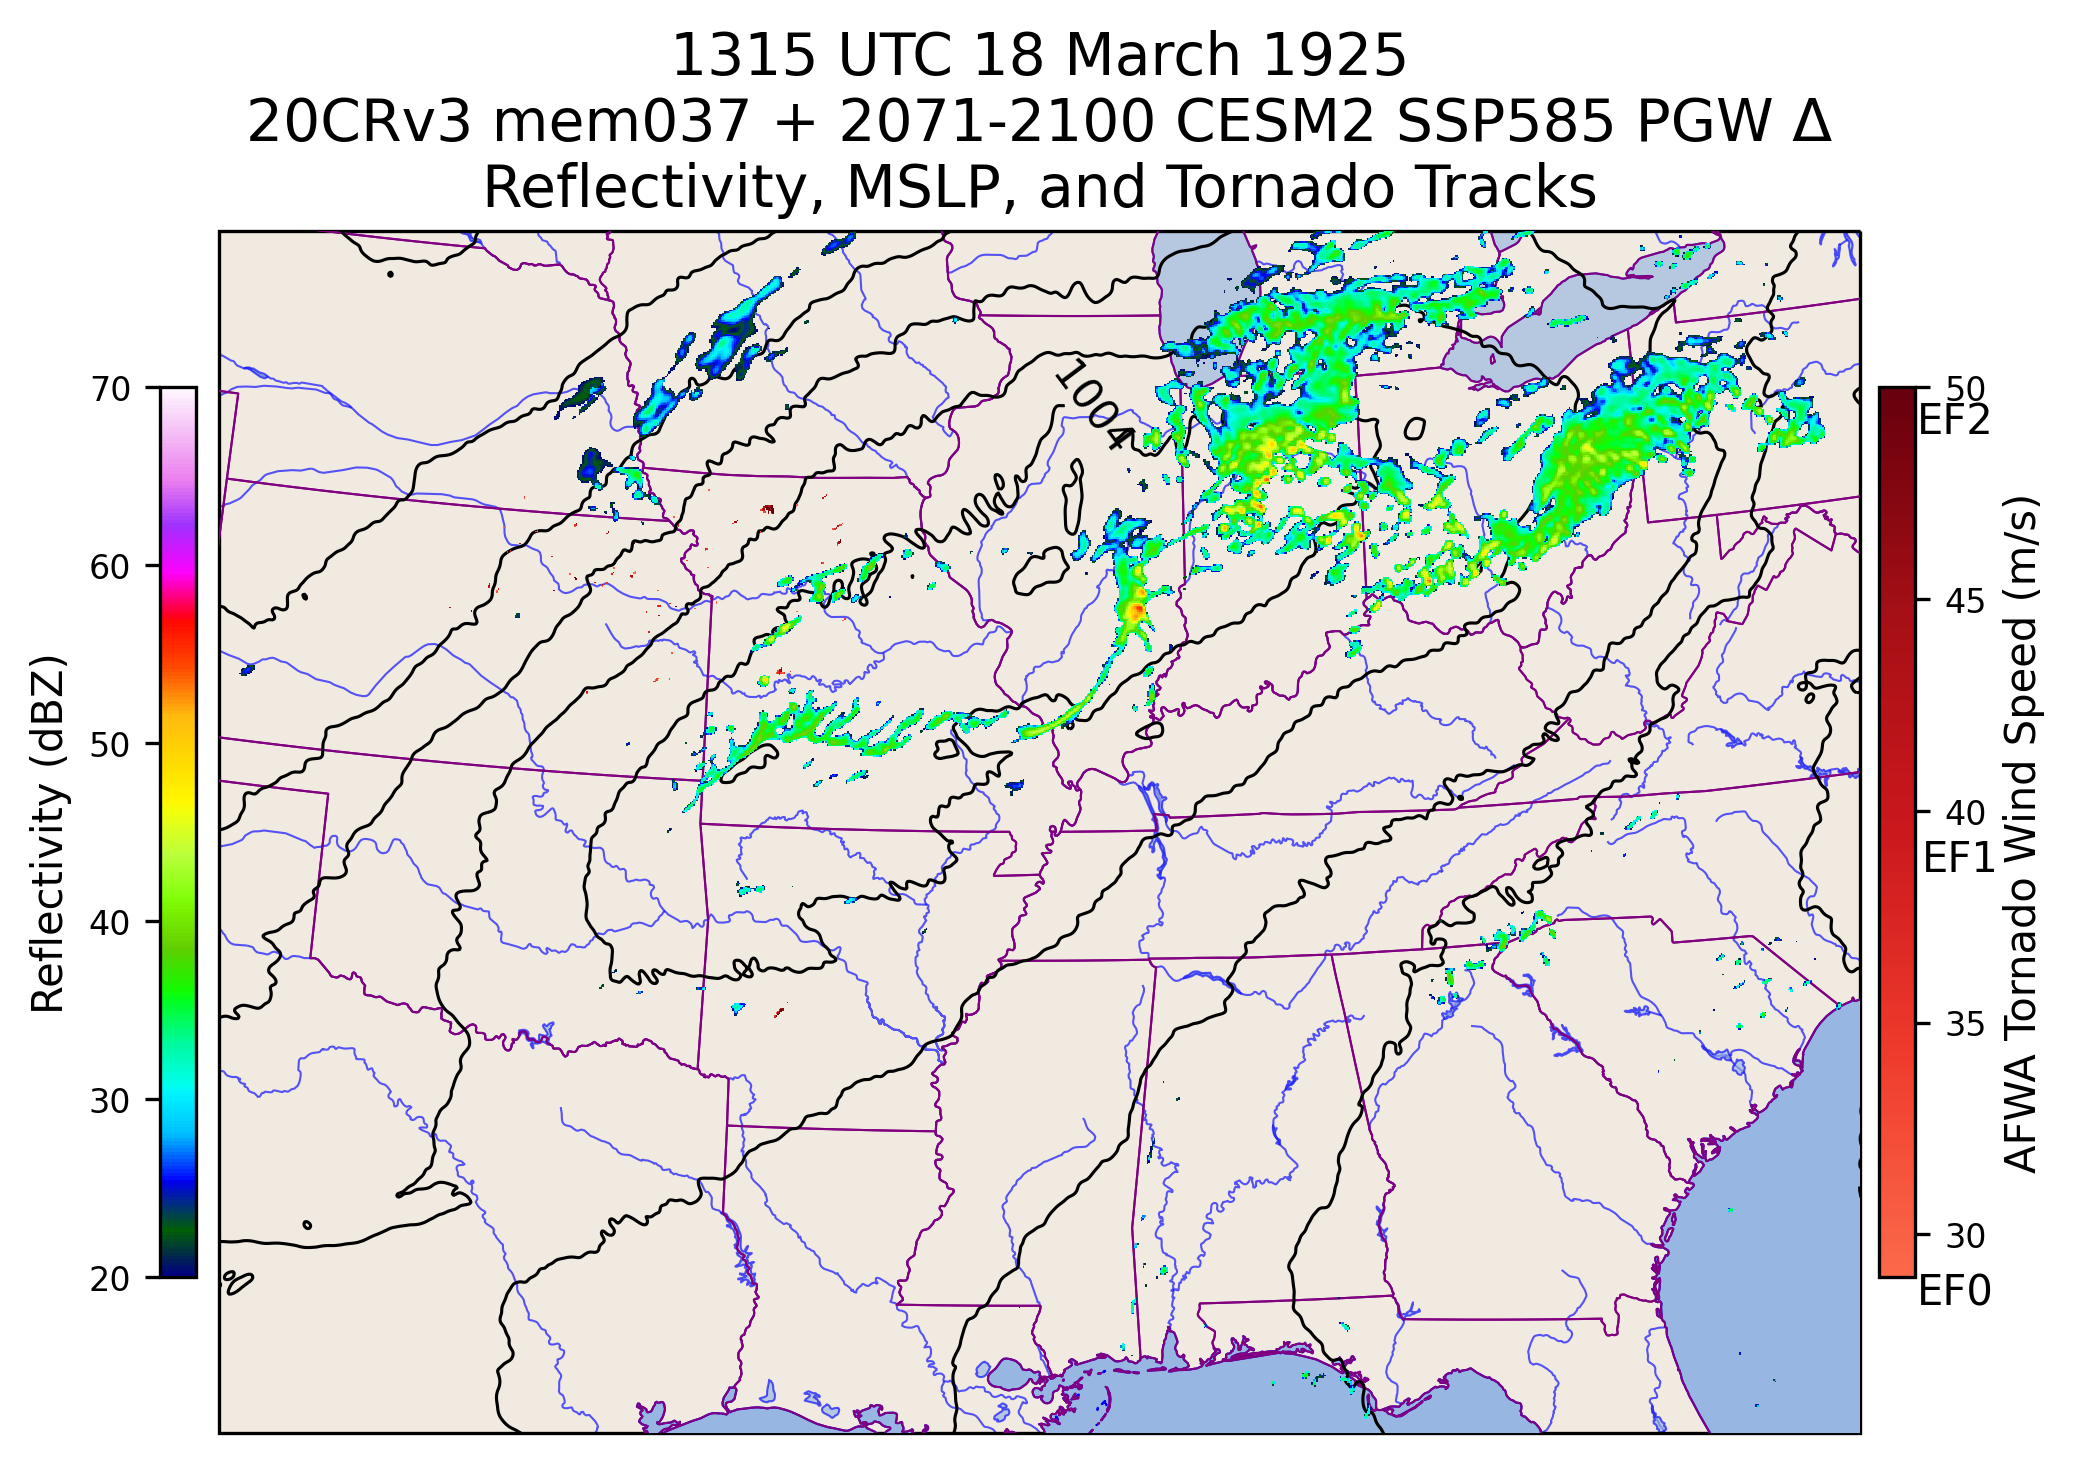 1315 UTC 18 March 1925
20CRv3 mem037 + 2071-2100 CESM2 SSP585 PGW Δ
Reflectivity, MSLP, and Tornado Tracks
1004
Reflectivity (dBZ)
70
60
50
40
30
20
50
EF2
45
40
EF1
35
30
EF0
AFWA Tornado Wind Speed (m/s)